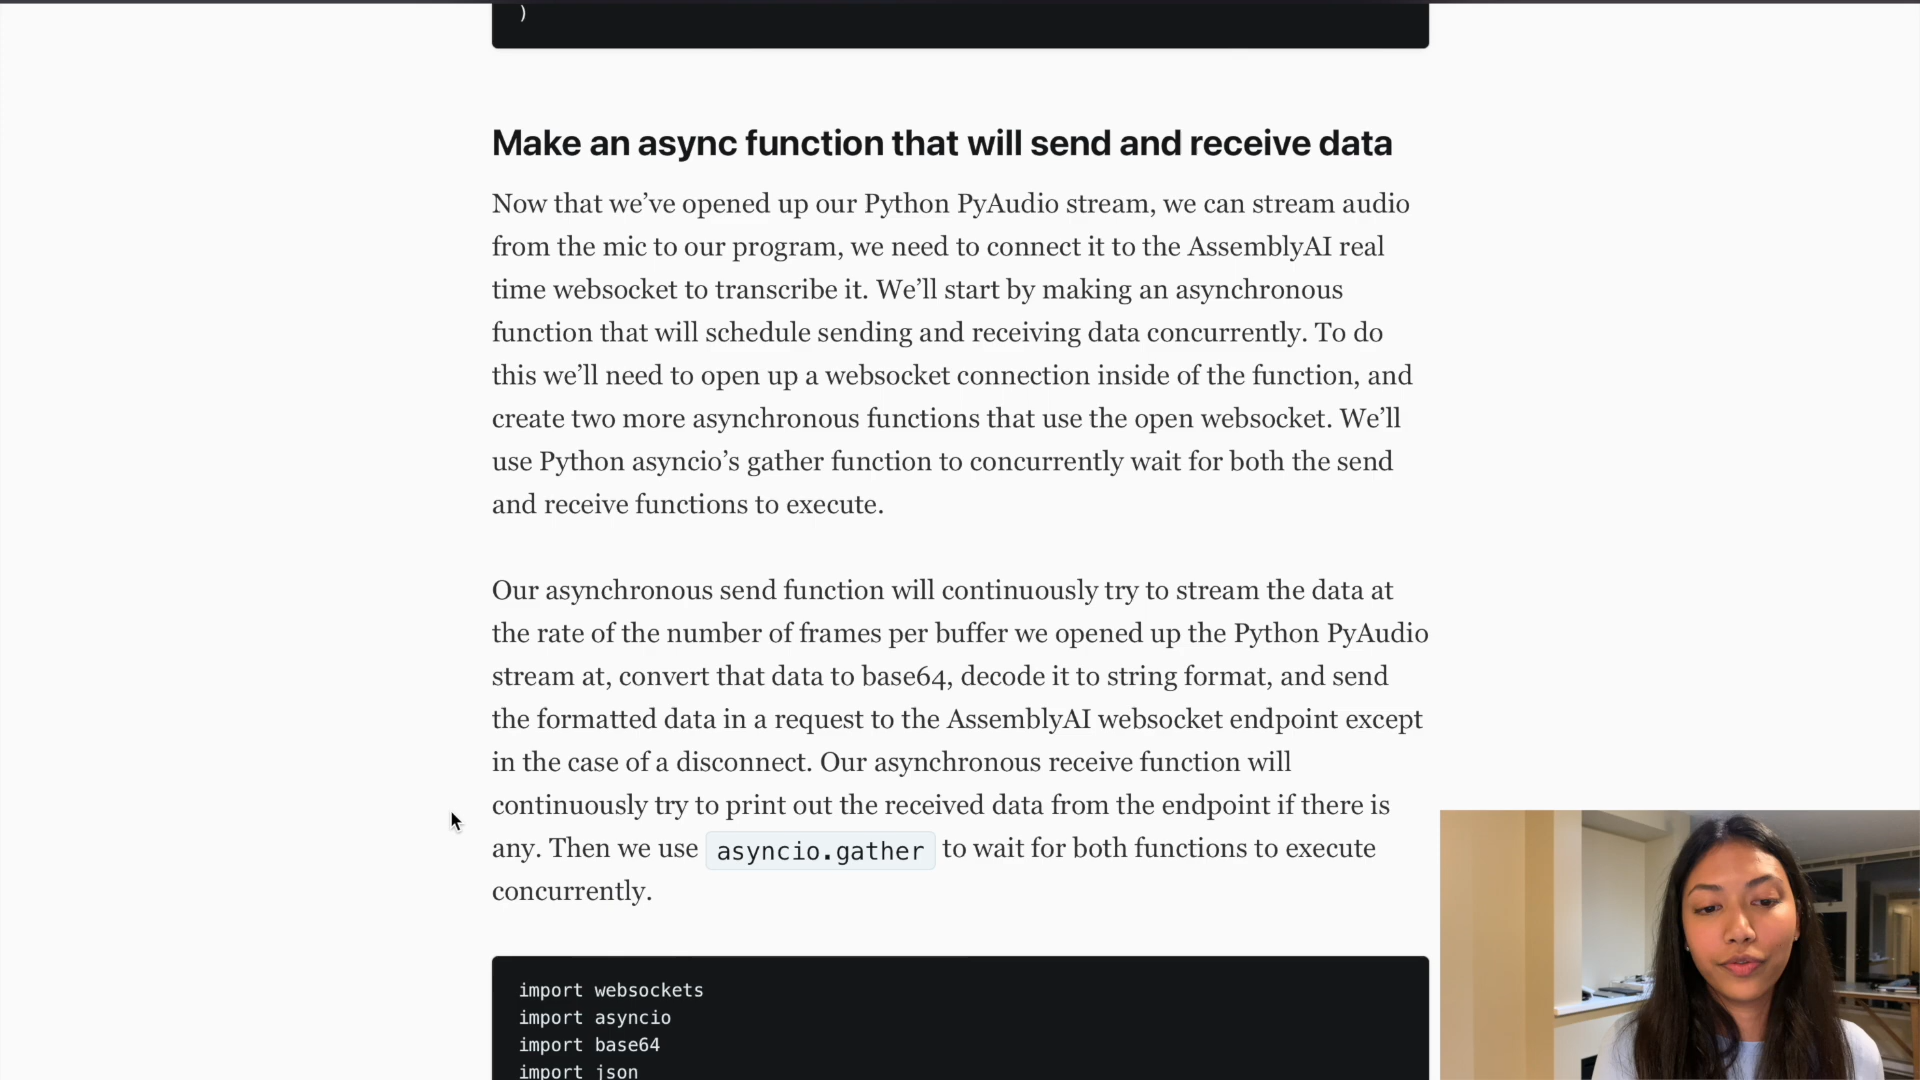 )
Make an async function that will send and receive data
Now that we’ve opened up our Python PyAudio stream, we can stream audio
from the mic to our program, we need to connect it to the AssemblyAI real
time websocket to transcribe it. We’ll start by making an asynchronous
function that will schedule sending and receiving data concurrently. To do
this we’ll need to open up a websocket connection inside of the function, and
create two more asynchronous functions that use the open websocket. We’ll
use Python asyncio’s gather function to concurrently wait for both the send
and receive functions to execute.
Our asynchronous send function will continuously try to stream the data at
the rate of the number of frames per buffer we opened up the Python PyAudio
stream at, convert that data to base64, decode it to string format, and send
the formatted data in a request to the AssemblyAI websocket endpoint except
in the case of a disconnect. Our asynchronous receive function will
continuously try to print out the received data from the endpoint if there is
any. Then we use asyncio.gather to wait for both functions to execute
concurrently.
import websockets
import asyncio
import base64
import json